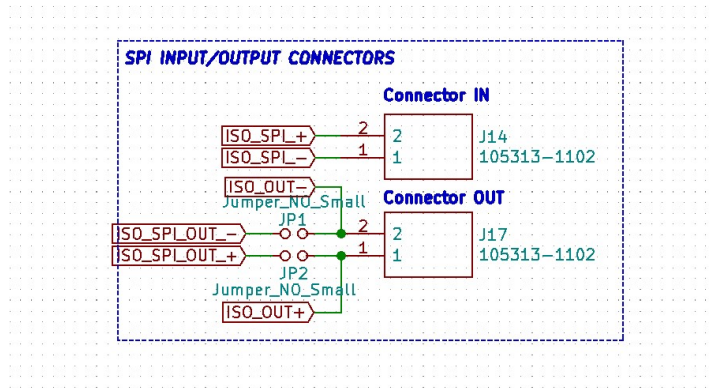 SPI INPUT/OUTPUT CONNECTORS
Connector IN
ISO_SPI_+ 2 2 J14
ISO_SPI_- 1 1 105313-1102
ISO_OUT-
Jumper_NO_Small Connector OUT
JP1
ISO_SPI_OUT_- 2 2 J17
ISO_SPI_OUT_+ 1 1 105313-1102
JP2
Jumper_NO_Small
ISO_OUT+